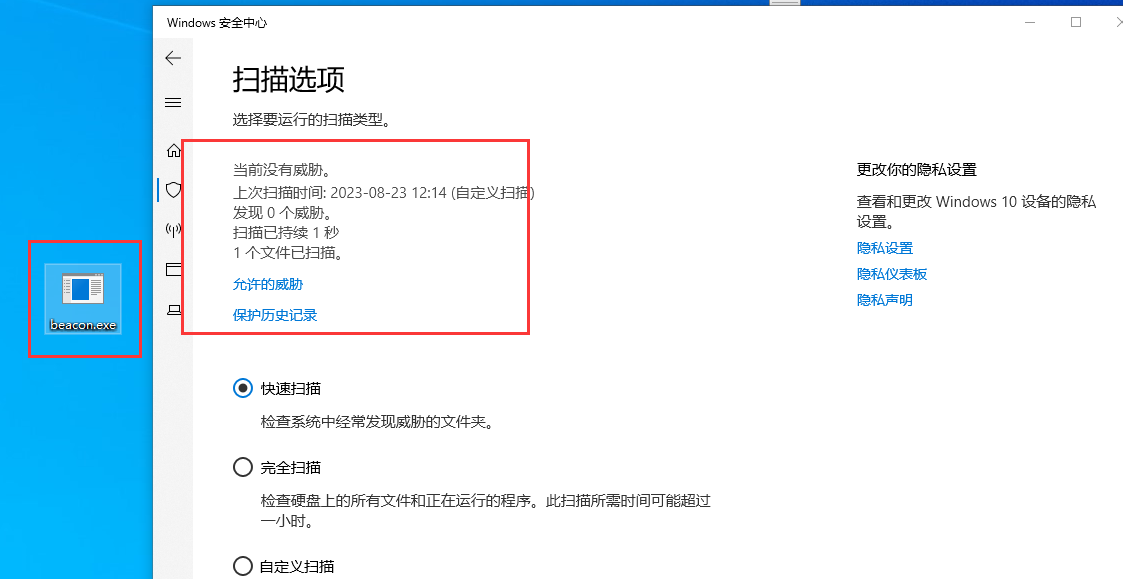 Windows 安全中心
扫描选项
选择要运行的扫描类型。
当前没有威胁。
上次扫描时间: 2023-08-23 12:14 (自定义扫描)
发现 0 个威胁。
扫描已持续 1 秒
1 个文件已扫描。
允许的威胁
保护历史记录
快速扫描
检查系统中经常发现威胁的文件夹。
完全扫描
检查硬盘上的所有文件和正在运行的程序。此扫描所需时间可能超过
一小时。
自定义扫描
更改你的隐私设置
查看和更改 Windows 10 设备的隐私
设置。
隐私设置
隐私仪表板
隐私声明
beacon.exe